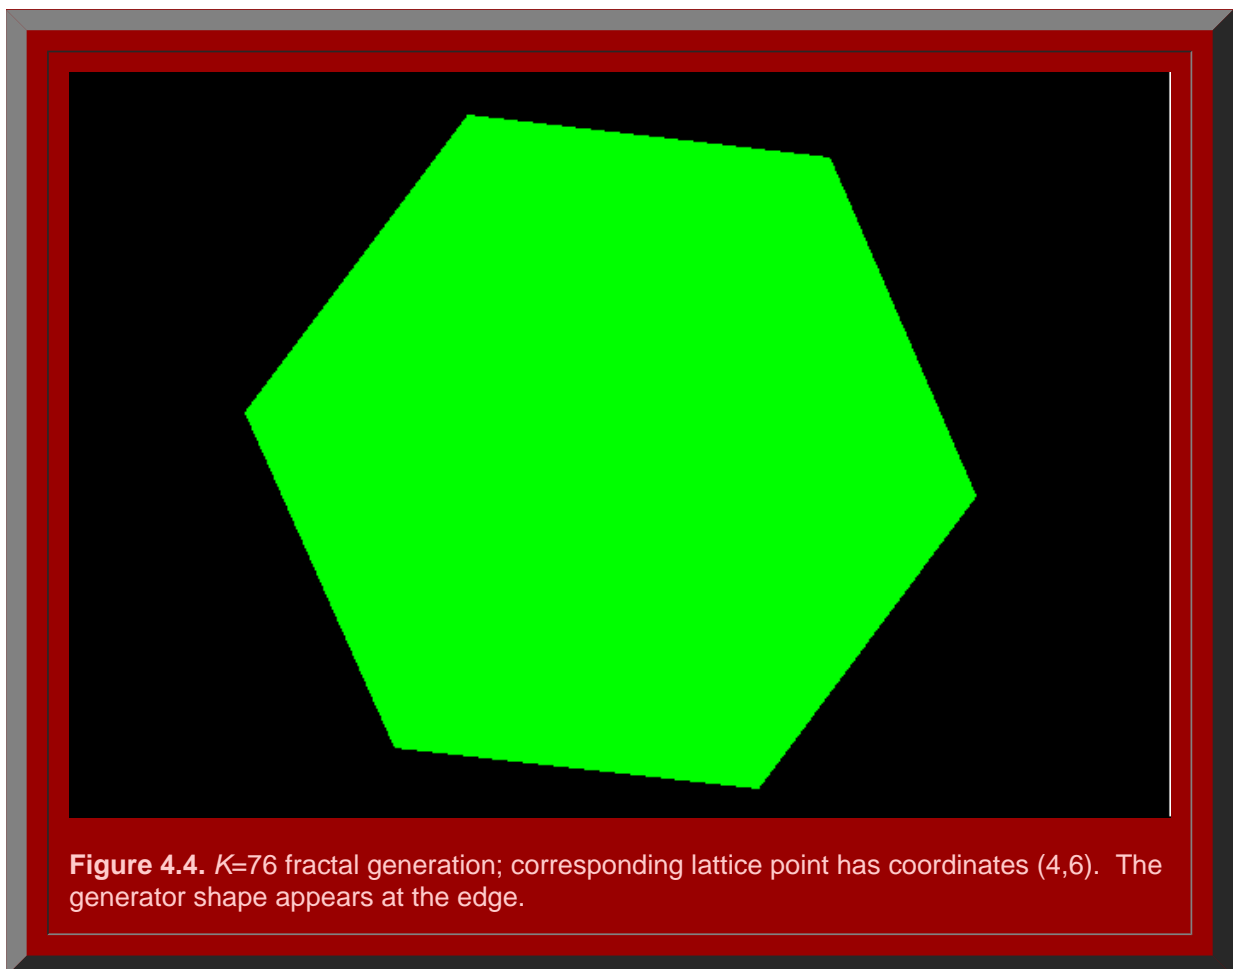 Figure 4.4. K=76 fractal generation; corresponding lattice point has coordinates (4,6). The
generator shape appears at the edge.